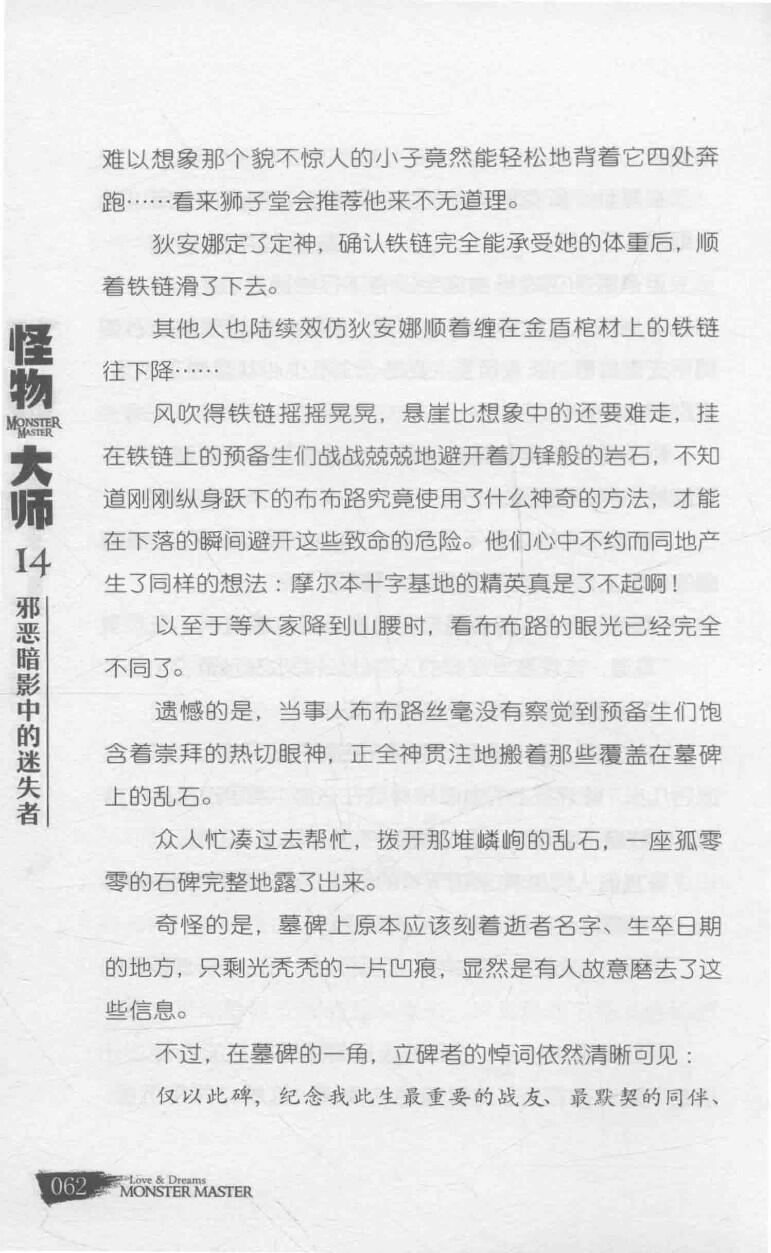 难以想象那个貌不惊人的小子竟然能轻松地背着它四处奔
跑……看来狮子堂会推荐他来不无道理。
狄安娜定了定神，确认铁链完全能承受她的体重后，顺
着铁链滑了下去。
其他人也陆续效仿狄安娜顺着缠在金盾棺材上的铁链
往下降……
风吹得铁链摇摇晃晃，悬崖比想象中的还要难走，挂
在铁链上的预备生们战战兢兢地避开着刀锋般的岩石，不知
道刚刚纵身跃下的布布路究竟使用了什么神奇的方法，才能
在下落的瞬间避开这些致命的危险。他们心中不约而同地产
生了同样的想法：摩尔本十字基地的精英真是了不起啊！
以至于等大家降到山腰时，看布布路的眼光已经完全
不同了。
遗憾的是，当事人布布路丝毫没有察觉到预备生们饱
含着崇拜的热切眼神，正全神贯注地搬着那些覆盖在墓碑
上的乱石。
众人忙凑过去帮忙，拨开那堆嶙峋的乱石，一座孤零
零的石碑完整地露了出来。
奇怪的是，墓碑上原本应该刻着逝者名字、生卒日期
的地方，只剩光秃秃的一片凹痕，显然是有人故意磨去了这
些信息。
不过，在墓碑的一角，立碑者的悼词依然清晰可见：
仅以此碑，纪念我此生最重要的战友、最默契的同伴、
怪物
MONSTER
MASTER
大师
14
邪恶暗影中的迷失者
062
Love & Dreams
MONSTER MASTER